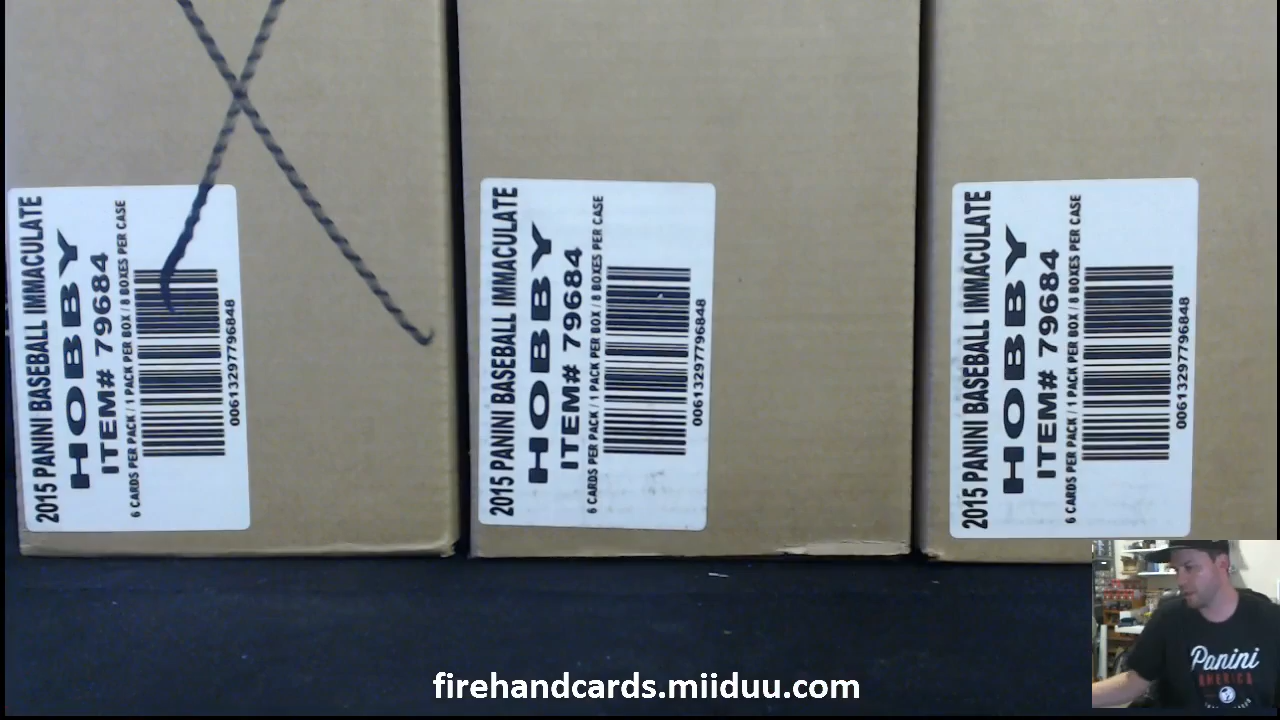 2015 PANINI BASEBALL IMMACULATE
HOBBY
ITEM# 79684
6 CARDS PER PACK / 1 PACK PER BOX / 8 BOXES PER CASE
00613297796848
2015 PANINI BASEBALL IMMACULATE
HOBBY
ITEM# 79684
6 CARDS PER PACK / 1 PACK PER BOX / 8 BOXES PER CASE
00613297796848
2015 PANINI BASEBALL IMMACULATE
HOBBY
ITEM# 79684
6 CARDS PER PACK / 1 PACK PER BOX / 8 BOXES PER CASE
00613297796848
Panini
AMERICA
firehandcards.miiduu.com